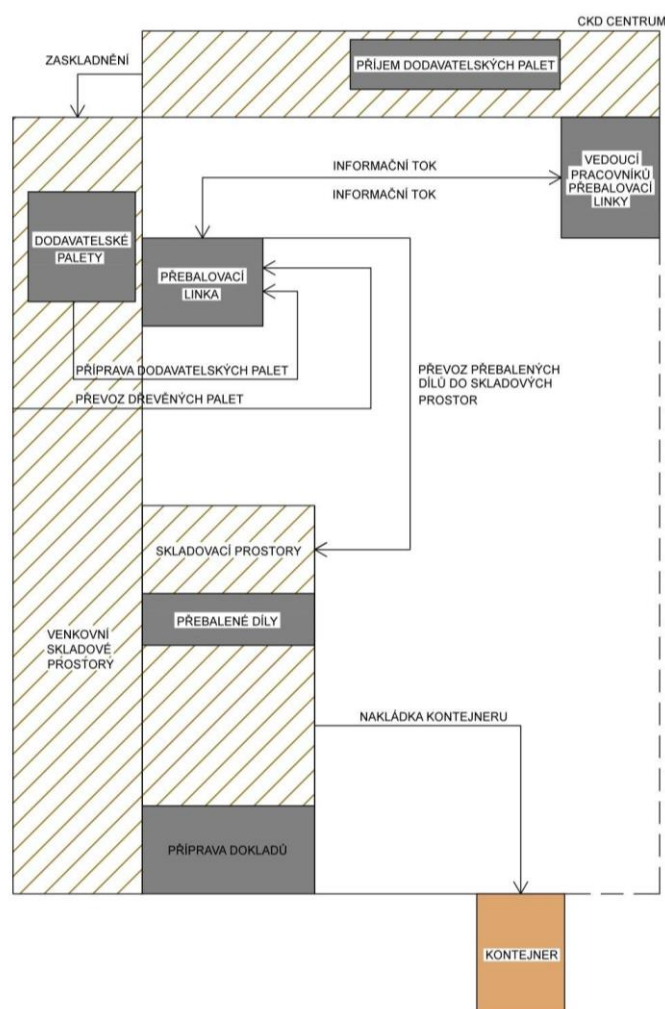 CKD CENTRUM
ZASKLADNĚNÍ
PŘÍJEM DODAVATELSKÝCH PALET
INFORMAČNÍ TOK
INFORMAČNÍ TOK
VEDOUCÍ
PRACOVNÍKŮ
PŘEBALOVACÍ
LINKY
DODAVATELSKÉ
PALETY
PŘEBALOVACÍ
LINKA
PŘÍPRAVA DODAVATELSKÝCH PALET
PŘEVOZ DŘEVĚNÝCH PALET
PŘEVOZ PŘEBALENÝCH
DÍLŮ DO SKLADOVÝCH
PROSTOR
SKLADOVACÍ PROSTORY
PŘEBALENÉ DÍLY
VENKOVNÍ
SKLADOVÉ
PROSTORÝ
NAKLÁDKA KONTEJNERU
PŘÍPRAVA DOKLADŮ
KONTEJNER